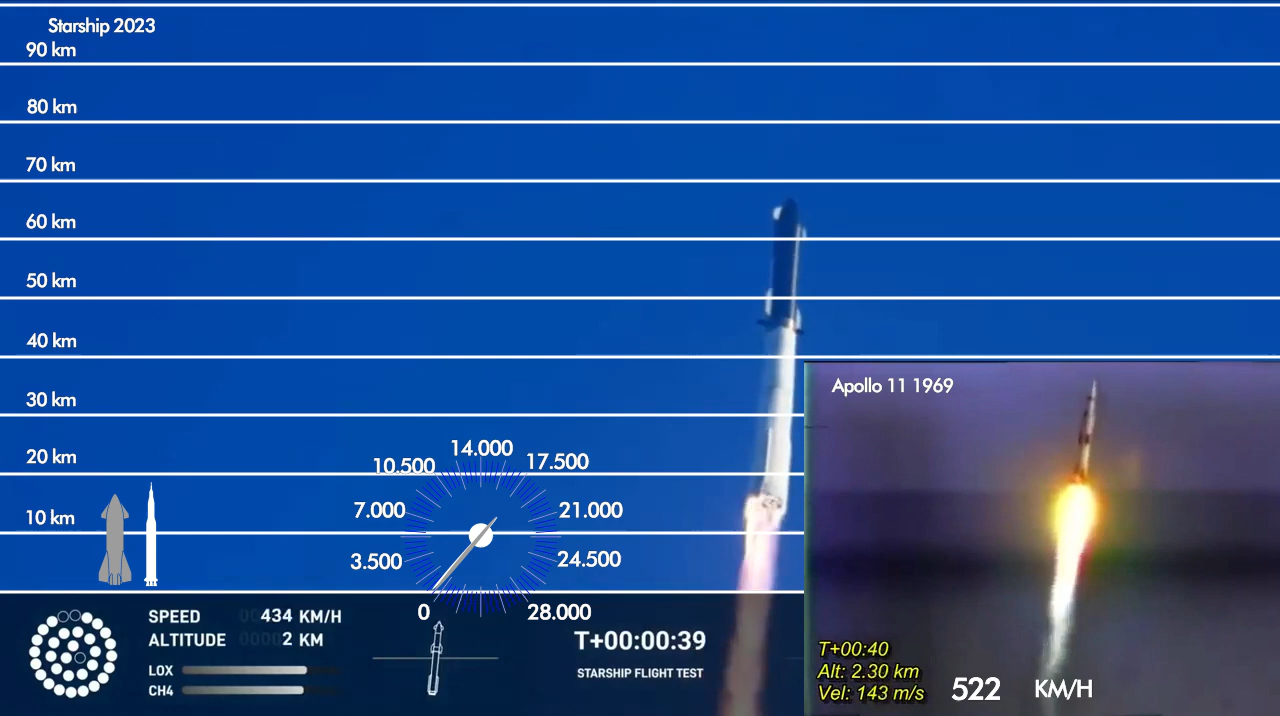 Starship 2023
90 km
80 km
70 km
60 km
50 km
40 km
30 km
20 km
10 km
14.000
10.500
17.500
7.000
21.000
3.500
24.500
0
28.000
SPEED 00434 KM/H
ALTITUDE 00002 KM
LOX
CH4
T+00:00:39
STARSHIP FLIGHT TEST
Apollo 11 1969
T+00:40
Alt: 2.30 km
Vel: 143 m/s
522 KM/H